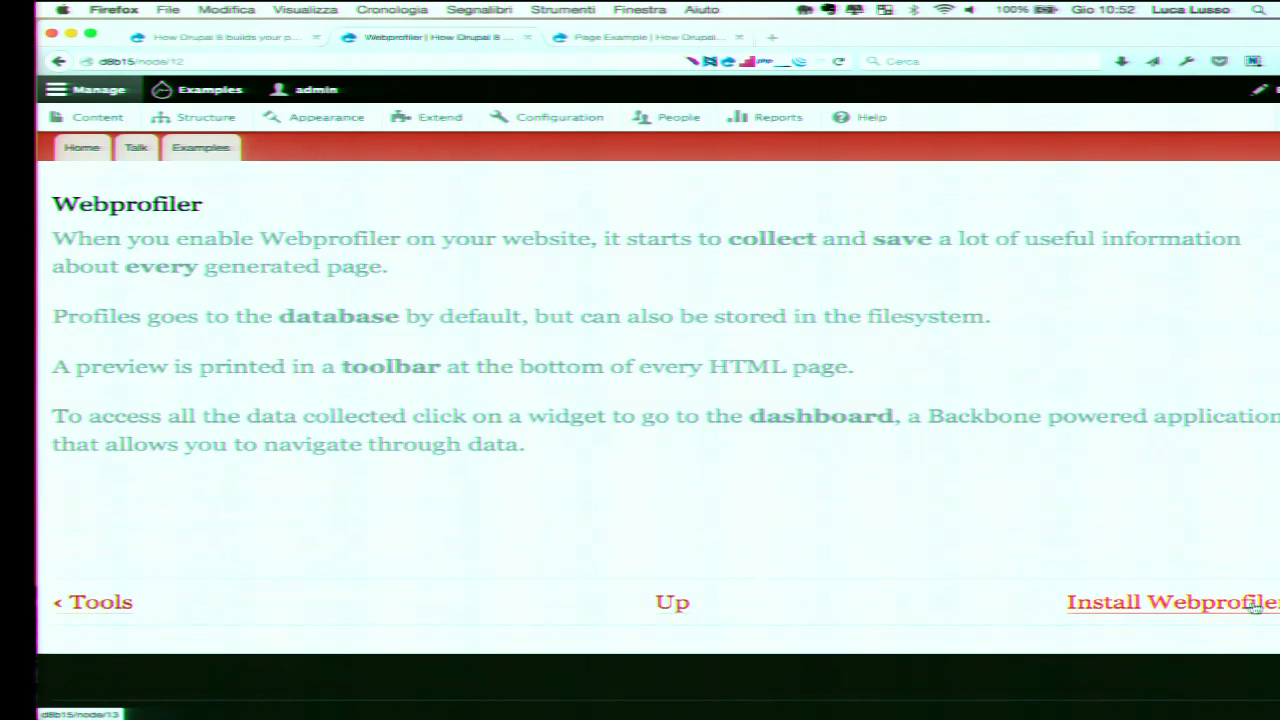 Firefox File Modifica Visualizza Cronologia Segnalibri Strumenti Finestra Aiuto 100% Gio 10:52 Luca Lusso
How Drupal 8 builds your p... Webprofiler | How Drupal 8 ... Page Example | How Drupal...
d8b15/node/12 php Cerca
Manage Examples admin
Content Structure Appearance Extend Configuration People Reports Help
Home Talk Examples
Webprofiler
When you enable Webprofiler on your website, it starts to collect and save a lot of useful information
about every generated page.
Profiles goes to the database by default, but can also be stored in the filesystem.
A preview is printed in a toolbar at the bottom of every HTML page.
To access all the data collected click on a widget to go to the dashboard, a Backbone powered application
that allows you to navigate through data.
‹ Tools Up Install Webprofiler
d8b15/node/13